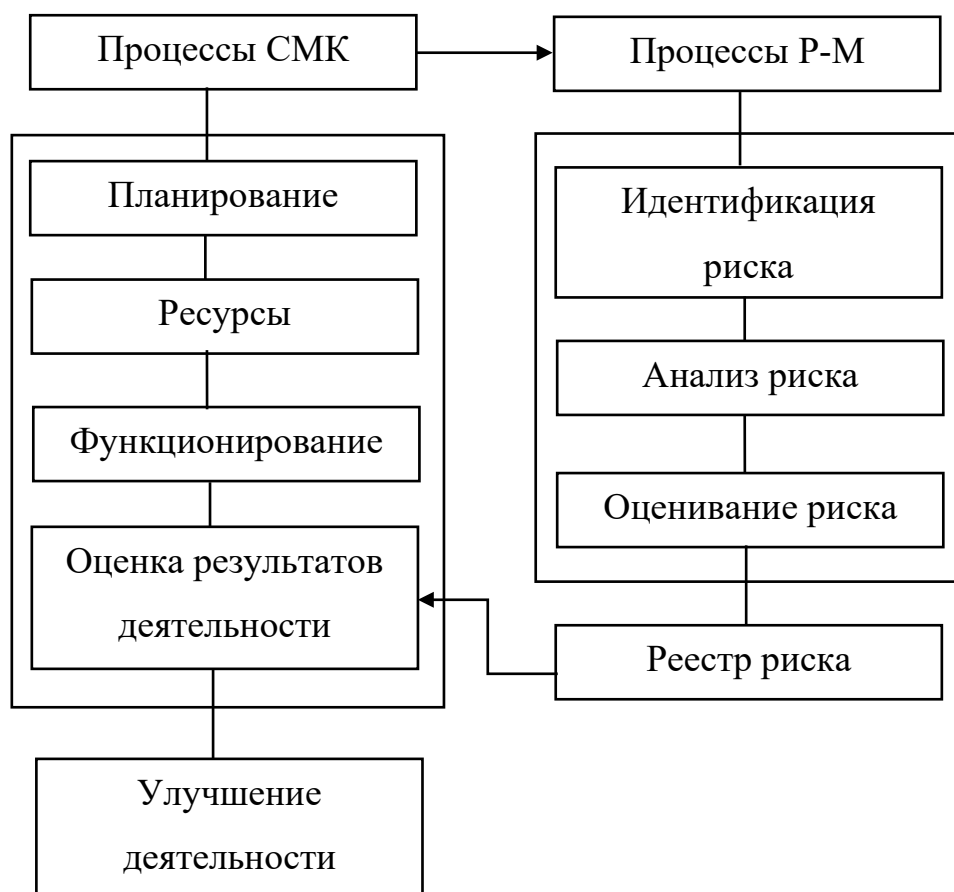 Процессы СМК
Процессы Р-М
Планирование
Ресурсы
Функционирование
Оценка результатов
деятельности
Улучшение
деятельности
Идентификация
риска
Анализ риска
Оценивание риска
Реестр риска